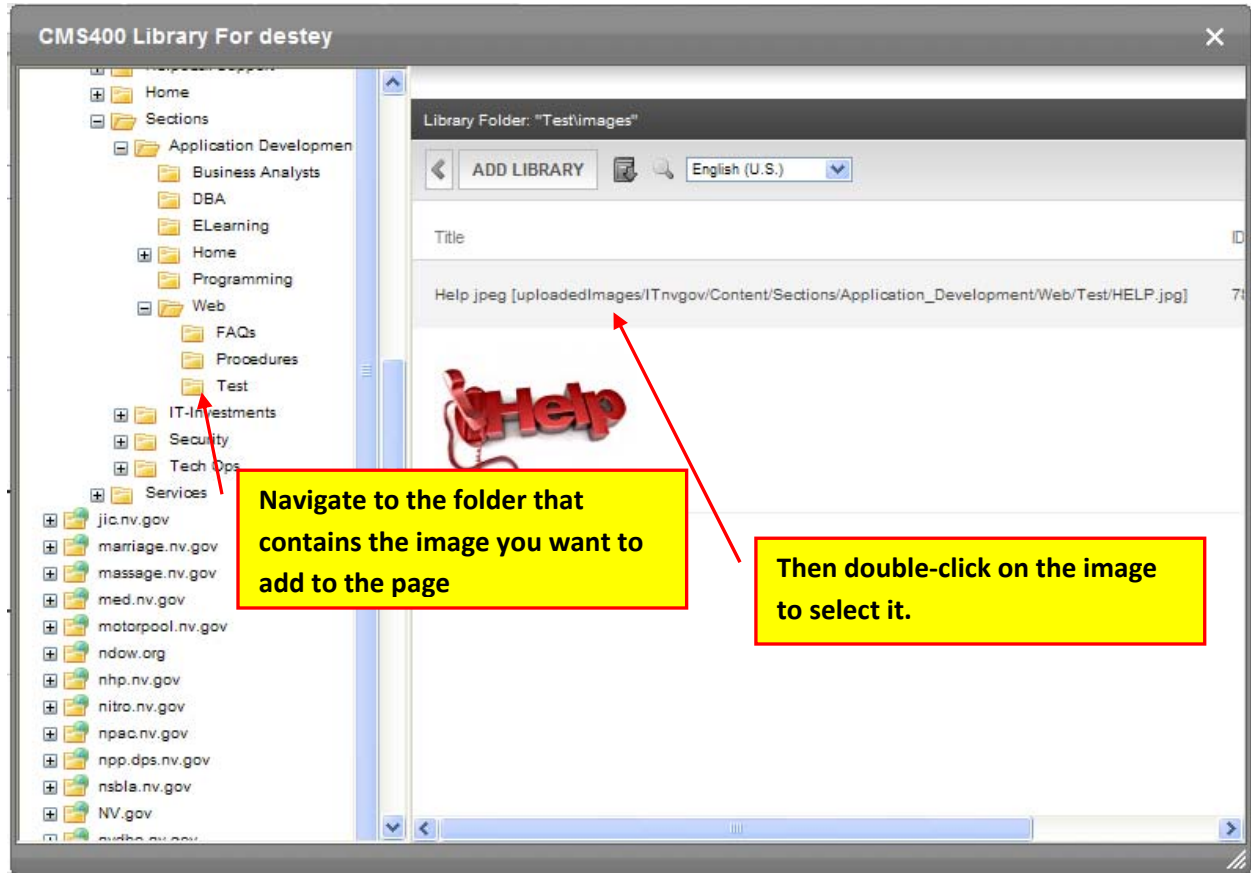 CMS400 Library For destey
Home
Sections
Application Developmen
Business Analysts
DBA
ELearning
Home
Programming
Web
FAQs
Procedures
Test
IT-Investments
Security
Tech Ops
Services
jic.nv.gov
marriage.nv.gov
massage.nv.gov
med.nv.gov
motorpool.nv.gov
ndow.org
nhp.nv.gov
nitro.nv.gov
npac.nv.gov
npp.dps.nv.gov
nsbla.nv.gov
NV.gov
Library Folder: "Test\images"
ADD LIBRARY
English (U.S.)
Title
ID
Help jpeg [uploadedImages/ITnvgov/Content/Sections/Application_Development/Web/Test/HELP.jpg]
Help
Navigate to the folder that
contains the image you want to
add to the page
Then double-click on the image
to select it.